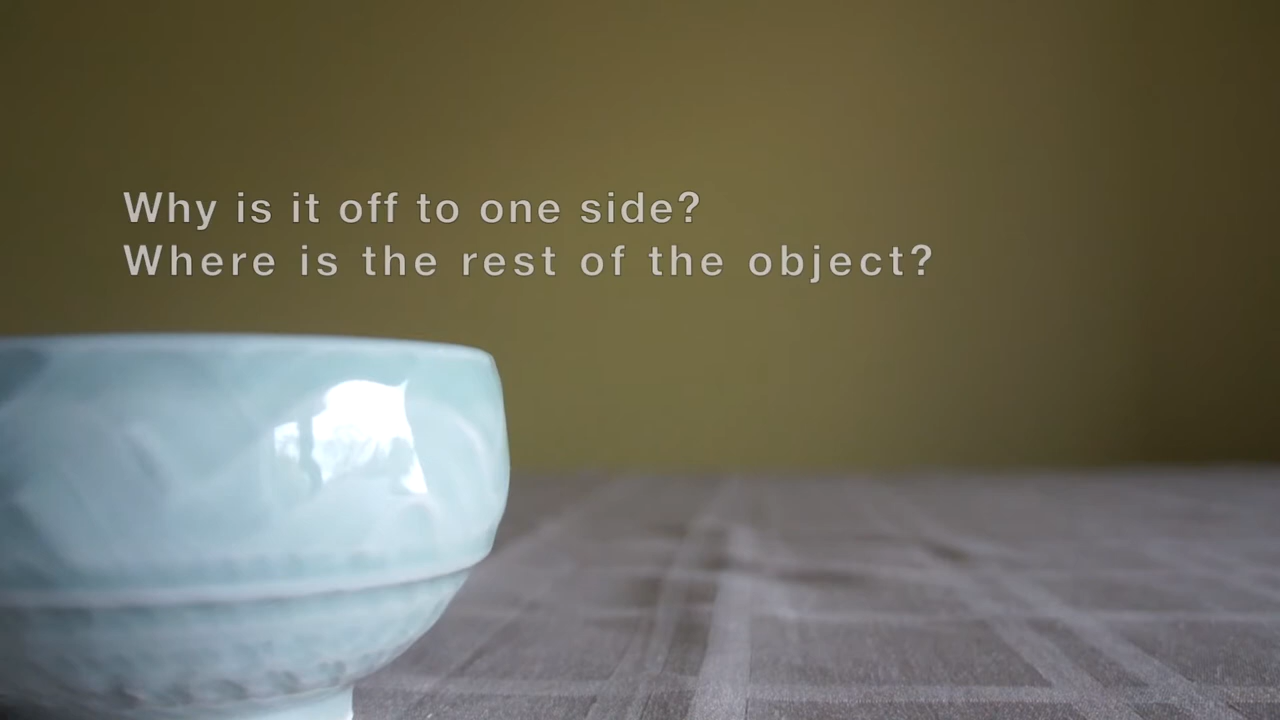 Why is it off to one side?
Where is the rest of the object?